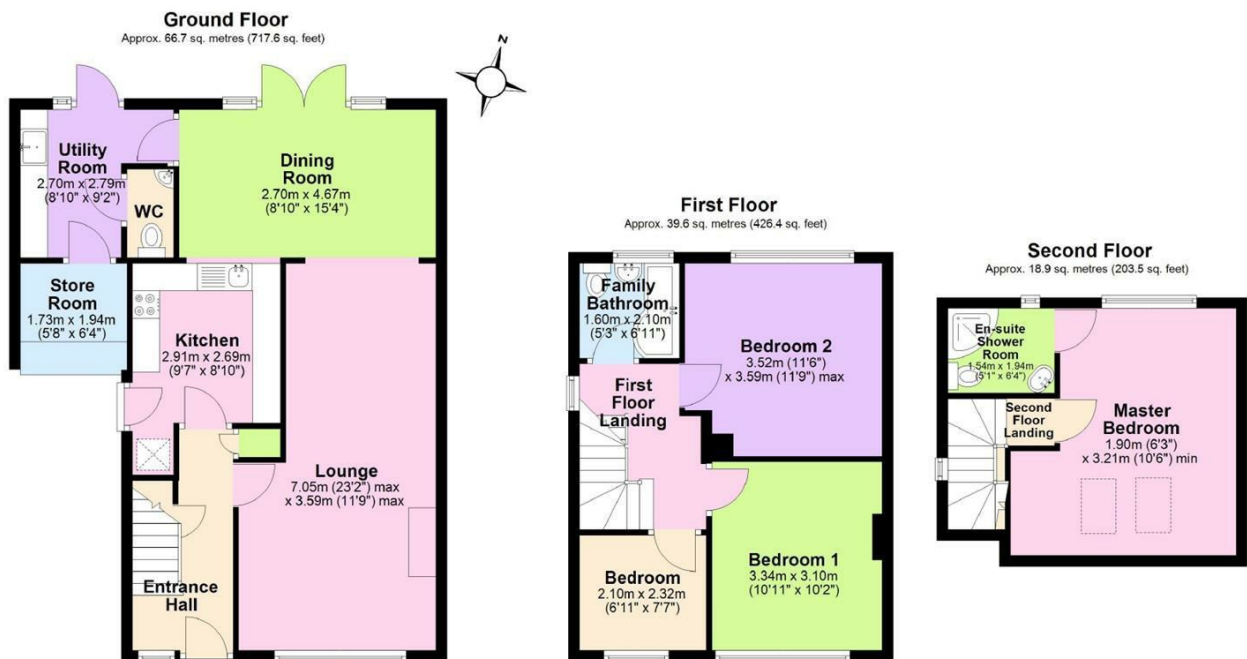 Ground Floor
Approx. 66.7 sq. metres (717.6 sq. feet)
N
Utility
Room
2.70m x 2.79m
(8'10" x 9'2")
WC
Dining
Room
2.70m x 4.67m
(8'10" x 15'4")
Store
Room
1.73m x 1.94m
(5'8" x 6'4")
Kitchen
2.91m x 2.69m
(9'7" x 8'10")
Lounge
7.05m (23'2") max
x 3.59m (11'9") max
Entrance
Hall
First Floor
Approx. 39.6 sq. metres (426.4 sq. feet)
Family
Bathroom
1.60m x 2.10m
(5'3" x 6'11")
Bedroom 2
3.52m (11'6")
x 3.59m (11'9") max
First
Floor
Landing
Bedroom
2.10m x 2.32m
(6'11" x 7'7")
Bedroom 1
3.34m x 3.10m
(10'11" x 10'2")
Second Floor
Approx. 18.9 sq. metres (203.5 sq. feet)
En-suite
Shower
Room
1.54m x 1.94m
(5'1" x 6'4")
Second
Floor
Landing
Master
Bedroom
1.90m (6'3")
x 3.21m (10'6") min